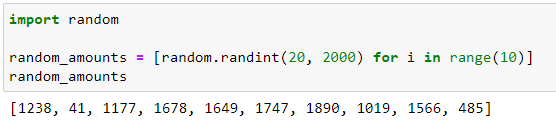 import random
random_amounts = [random.randint(20, 2000) for i in range(10)]
random_amounts
[1238, 41, 1177, 1678, 1649, 1747, 1890, 1019, 1566, 485]